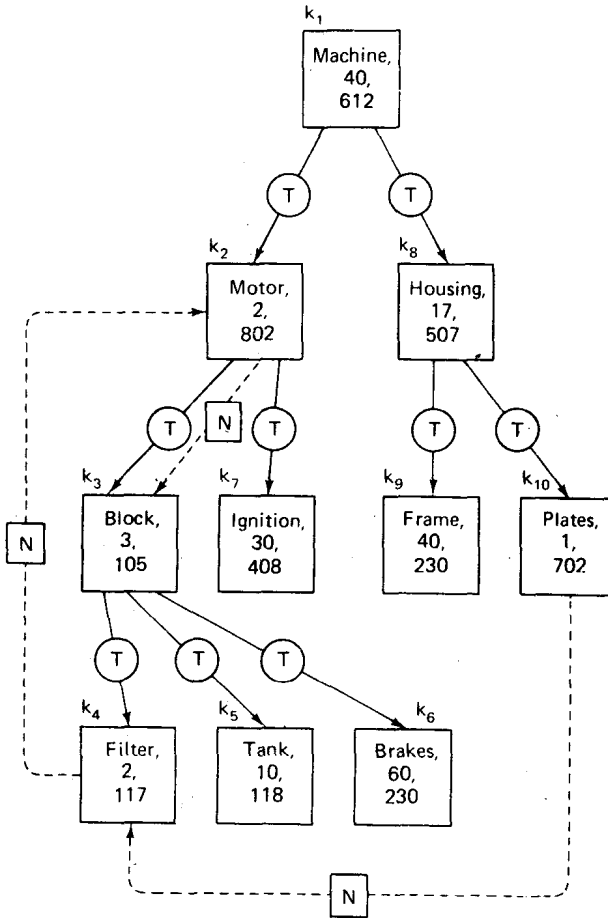 k1
Machine,
40,
612
T
T
k2
Motor,
2,
802
k8
Housing,
17,
507
T
N
T
T
T
k3
Block,
3,
105
k7
Ignition,
30,
408
k9
Frame,
40,
230
k10
Plates,
1,
702
N
T
T
T
k4
Filter,
2,
117
k5
Tank,
10,
118
k6
Brakes,
60,
230
N